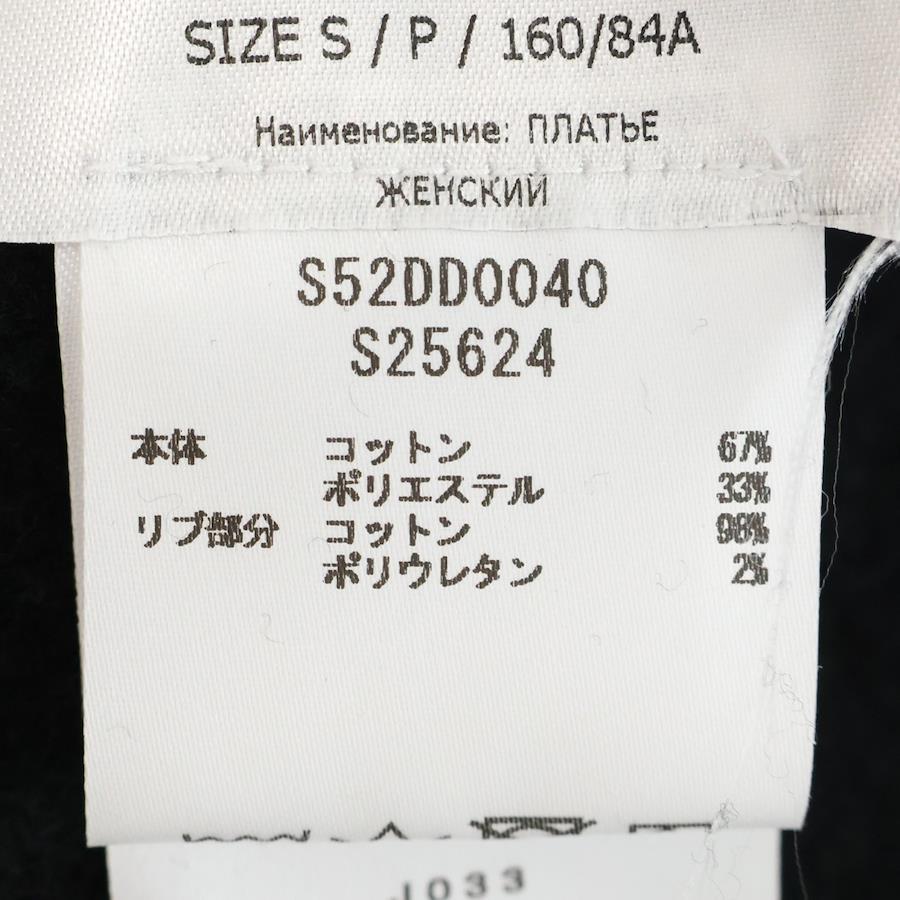 SIZE S / P / 160/84A
Наименование: ПЛАТЬЕ
ЖЕНСКИЙ
S52DD0040
S25624
本体 コットン 67%
ポリエステル 33%
リブ部分 コットン 98%
ポリウレタン 2%
J033